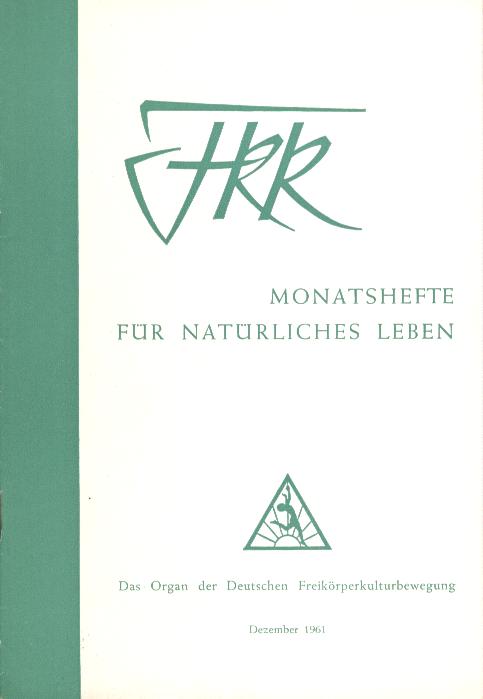 FKK
MONATSHEFTE
FÜR NATÜRLICHES LEBEN
Das Organ der Deutschen Freikörperkulturbewegung
Dezember 1961